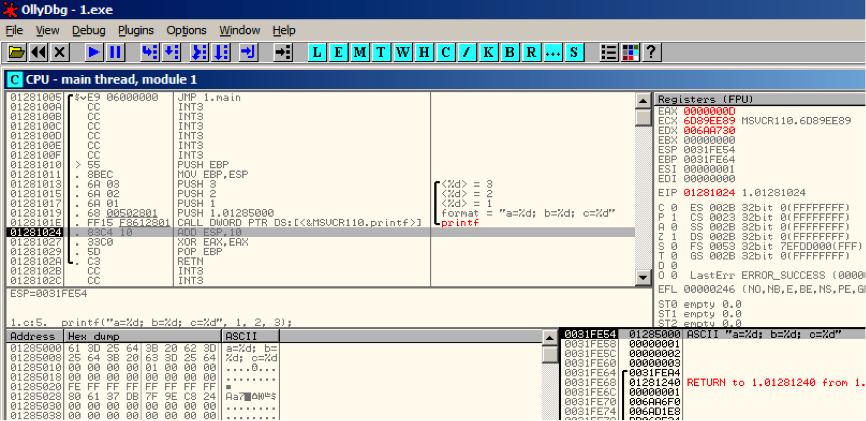 OllyDbg - 1.exe
File View Debug Plugins Options Window Help
L E M T W H C / K B R ... S ?
C CPU - main thread, module 1
01281005 $ E9 06000000 JMP 1.main
0128100A CC INT3
0128100B CC INT3
0128100C CC INT3
0128100D CC INT3
0128100E CC INT3
0128100F CC INT3
01281010 > 55 PUSH EBP
01281011 . 8BEC MOV EBP,ESP
01281013 . 6A 03 PUSH 3 <%d> = 3
01281015 . 6A 02 PUSH 2 <%d> = 2
01281017 . 6A 01 PUSH 1 <%d> = 1
01281019 . 68 00502801 PUSH 1.01285000 format = "a=%d; b=%d; c=%d"
0128101E . FF15 F8612801 CALL DWORD PTR DS:[<&MSVCR110.printf>] printf
01281024 . 83C4 10 ADD ESP,10
01281027 . 33C0 XOR EAX,EAX
01281029 . 5D POP EBP
0128102A . C3 RETN
0128102B CC INT3
0128102C CC INT3
ESP=0031FE54
1.c:5. printf("a=%d; b=%d; c=%d", 1, 2, 3);
Registers (FPU)
EAX 0000000D
ECX 6D89EE89 MSVCR110.6D89EE89
EDX 006AA730
EBX 00000000
ESP 0031FE54
EBP 0031FE64
ESI 00000001
EDI 00000000
EIP 01281024 1.01281024
C 0 ES 002B 32bit 0(FFFFFFFF)
P 1 CS 0023 32bit 0(FFFFFFFF)
A 0 SS 002B 32bit 0(FFFFFFFF)
Z 1 DS 002B 32bit 0(FFFFFFFF)
S 0 FS 0053 32bit 7EFDD000(FFF)
T 0 GS 002B 32bit 0(FFFFFFFF)
D 0
O 0 LastErr ERROR_SUCCESS (0000
EFL 00000246 (NO,NB,E,BE,NS,PE,G
ST0 empty 0.0
ST1 empty 0.0
ST2 empty 0.0
Address Hex dump ASCII
01285000 61 3D 25 64 3B 20 62 3D a=%d; b=
01285008 25 64 3B 20 63 3D 25 64 %d; c=%d
01285010 00 00 00 00 01 00 00 00
01285018 00 00 00 00 00 00 00 00 ........
01285020 FE FF FF FF FF FF FF FF
01285028 80 61 37 DB 7F 9E C8 24
01285030 00 00 00 00 00 00 00 00 ........
01285038 00 00 00 00 00 00 00 00 ........
0031FE54 01285000 ASCII "a=%d; b=%d; c=%d"
0031FE58 00000001
0031FE5C 00000002
0031FE60 00000003
0031FE64 0031FEA4
0031FE68 01281240 RETURN to 1.01281240 from 1.
0031FE6C 00000001
0031FE70 006AA6F0
0031FE74 006AD1E8